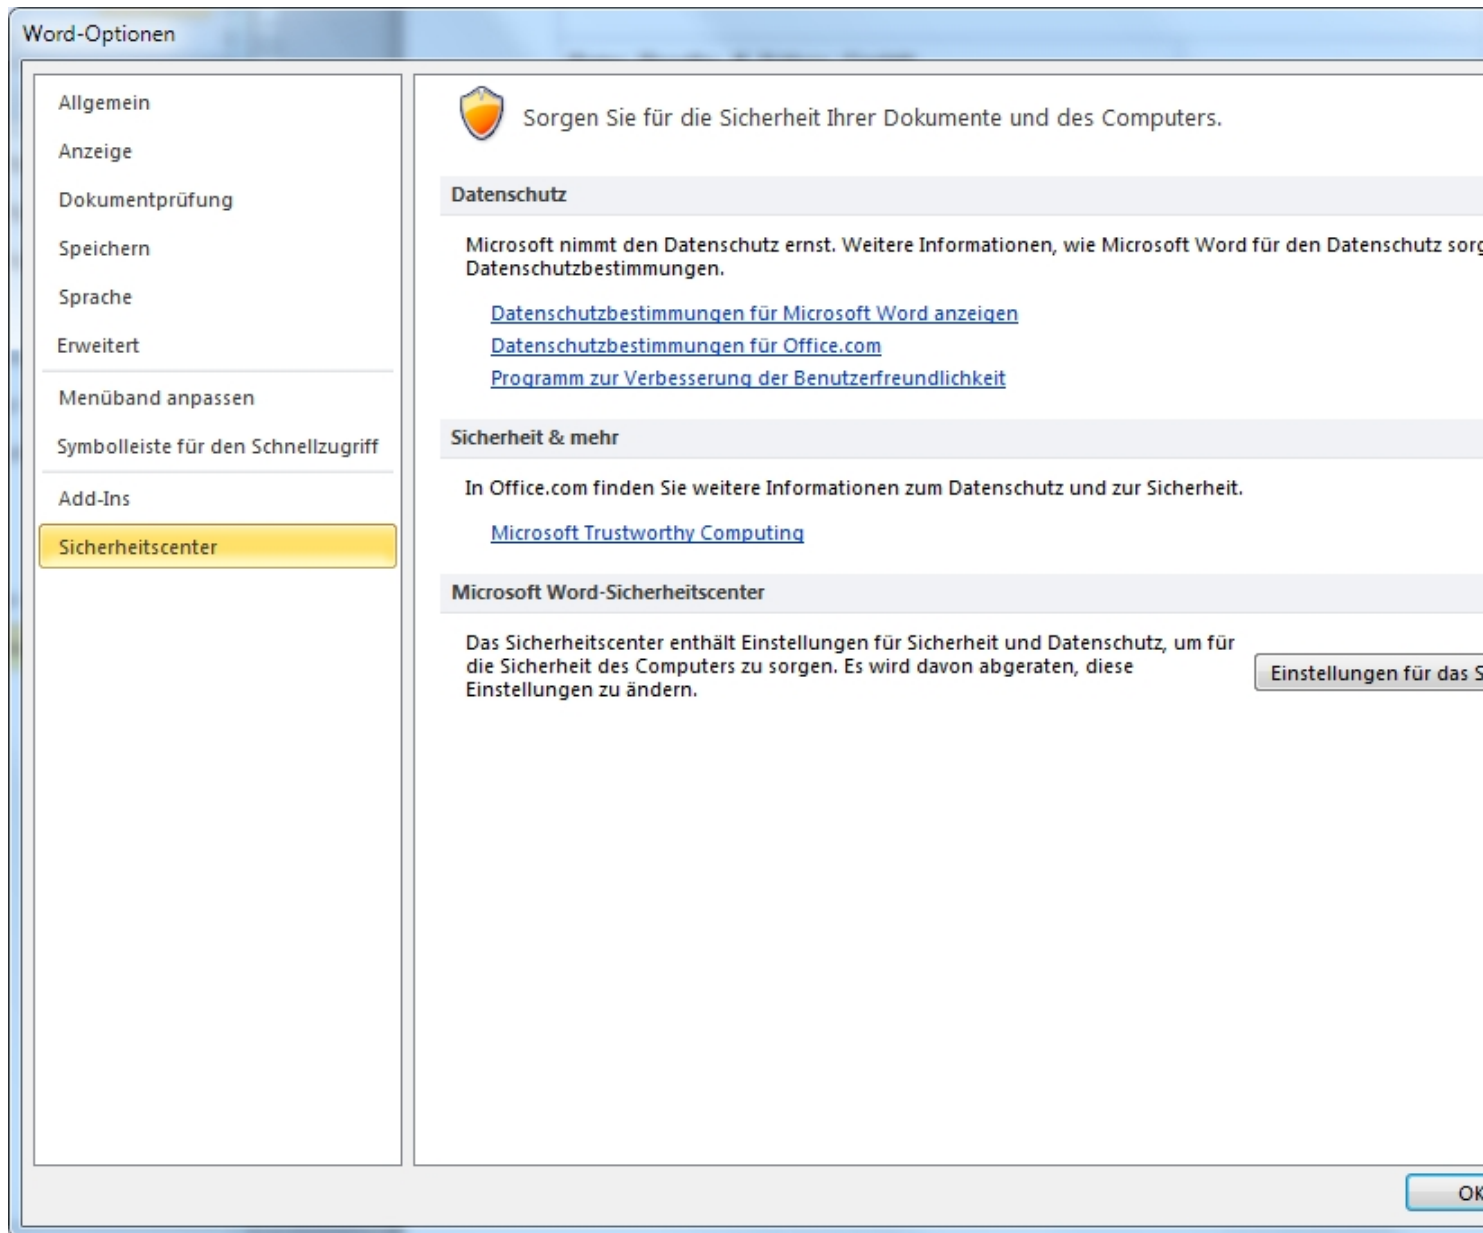 Word-Optionen
Allgemein
Anzeige
Dokumentprüfung
Speichern
Sprache
Erweitert
Menüband anpassen
Symbolleiste für den Schnellzugriff
Add-Ins
Sicherheitscenter
Sorgen Sie für die Sicherheit Ihrer Dokumente und des Computers.
Datenschutz
Microsoft nimmt den Datenschutz ernst. Weitere Informationen, wie Microsoft Word für den Datenschutz sorg
Datenschutzbestimmungen.
Datenschutzbestimmungen für Microsoft Word anzeigen
Datenschutzbestimmungen für Office.com
Programm zur Verbesserung der Benutzerfreundlichkeit
Sicherheit & mehr
In Office.com finden Sie weitere Informationen zum Datenschutz und zur Sicherheit.
Microsoft Trustworthy Computing
Microsoft Word-Sicherheitscenter
Das Sicherheitscenter enthält Einstellungen für Sicherheit und Datenschutz, um für
die Sicherheit des Computers zu sorgen. Es wird davon abgeraten, diese
Einstellungen zu ändern.
Einstellungen für das S
OK